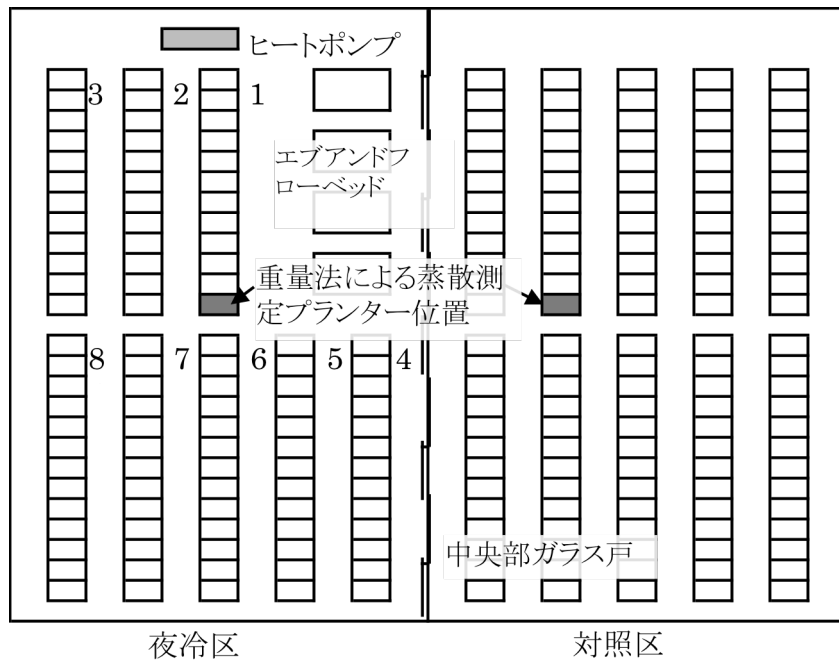 ヒートポンプ
3 2 1
エブアンドフ
ローベッド
重量法による蒸散測
定プランター位置
8 7 6 5 4
中央部ガラス戸
夜冷区 対照区